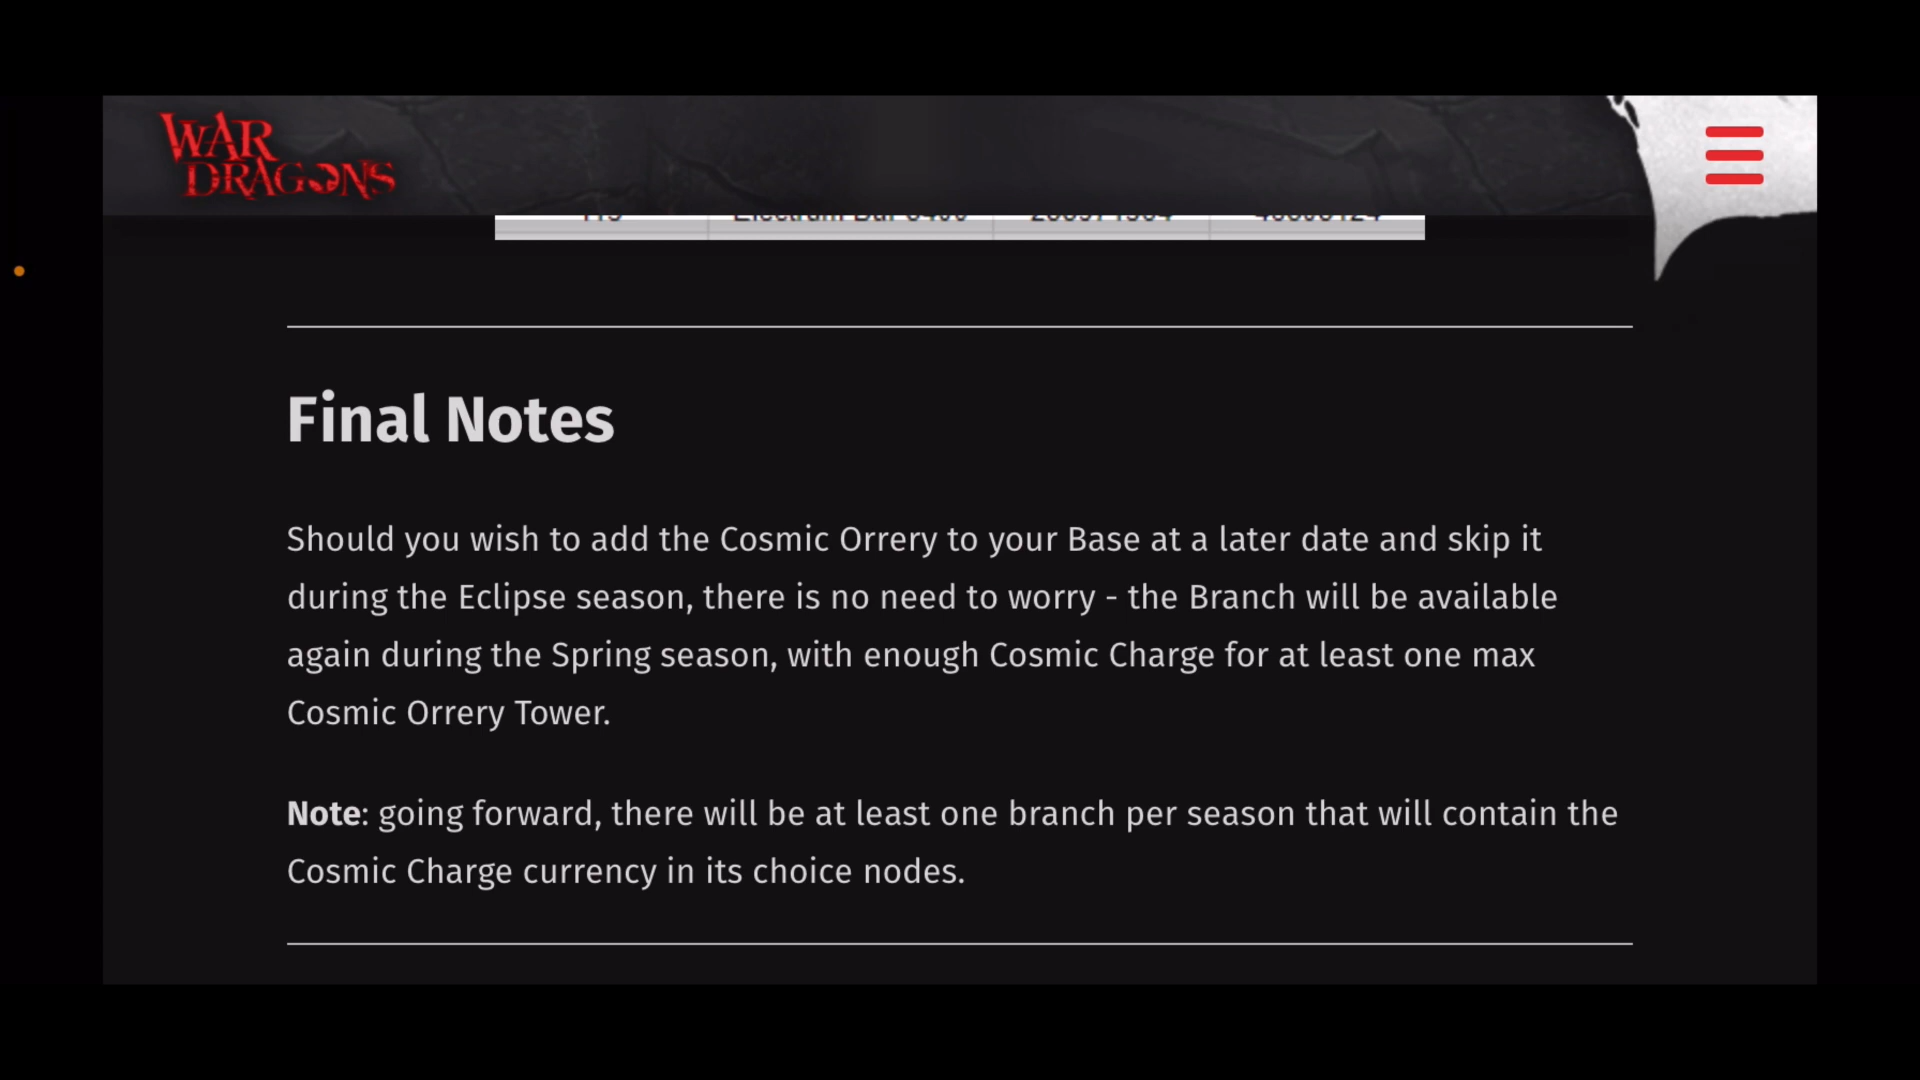 WAR
DRAGONS
Final Notes
Should you wish to add the Cosmic Orrery to your Base at a later date and skip it
during the Eclipse season, there is no need to worry - the Branch will be available
again during the Spring season, with enough Cosmic Charge for at least one max
Cosmic Orrery Tower.
Note: going forward, there will be at least one branch per season that will contain the
Cosmic Charge currency in its choice nodes.